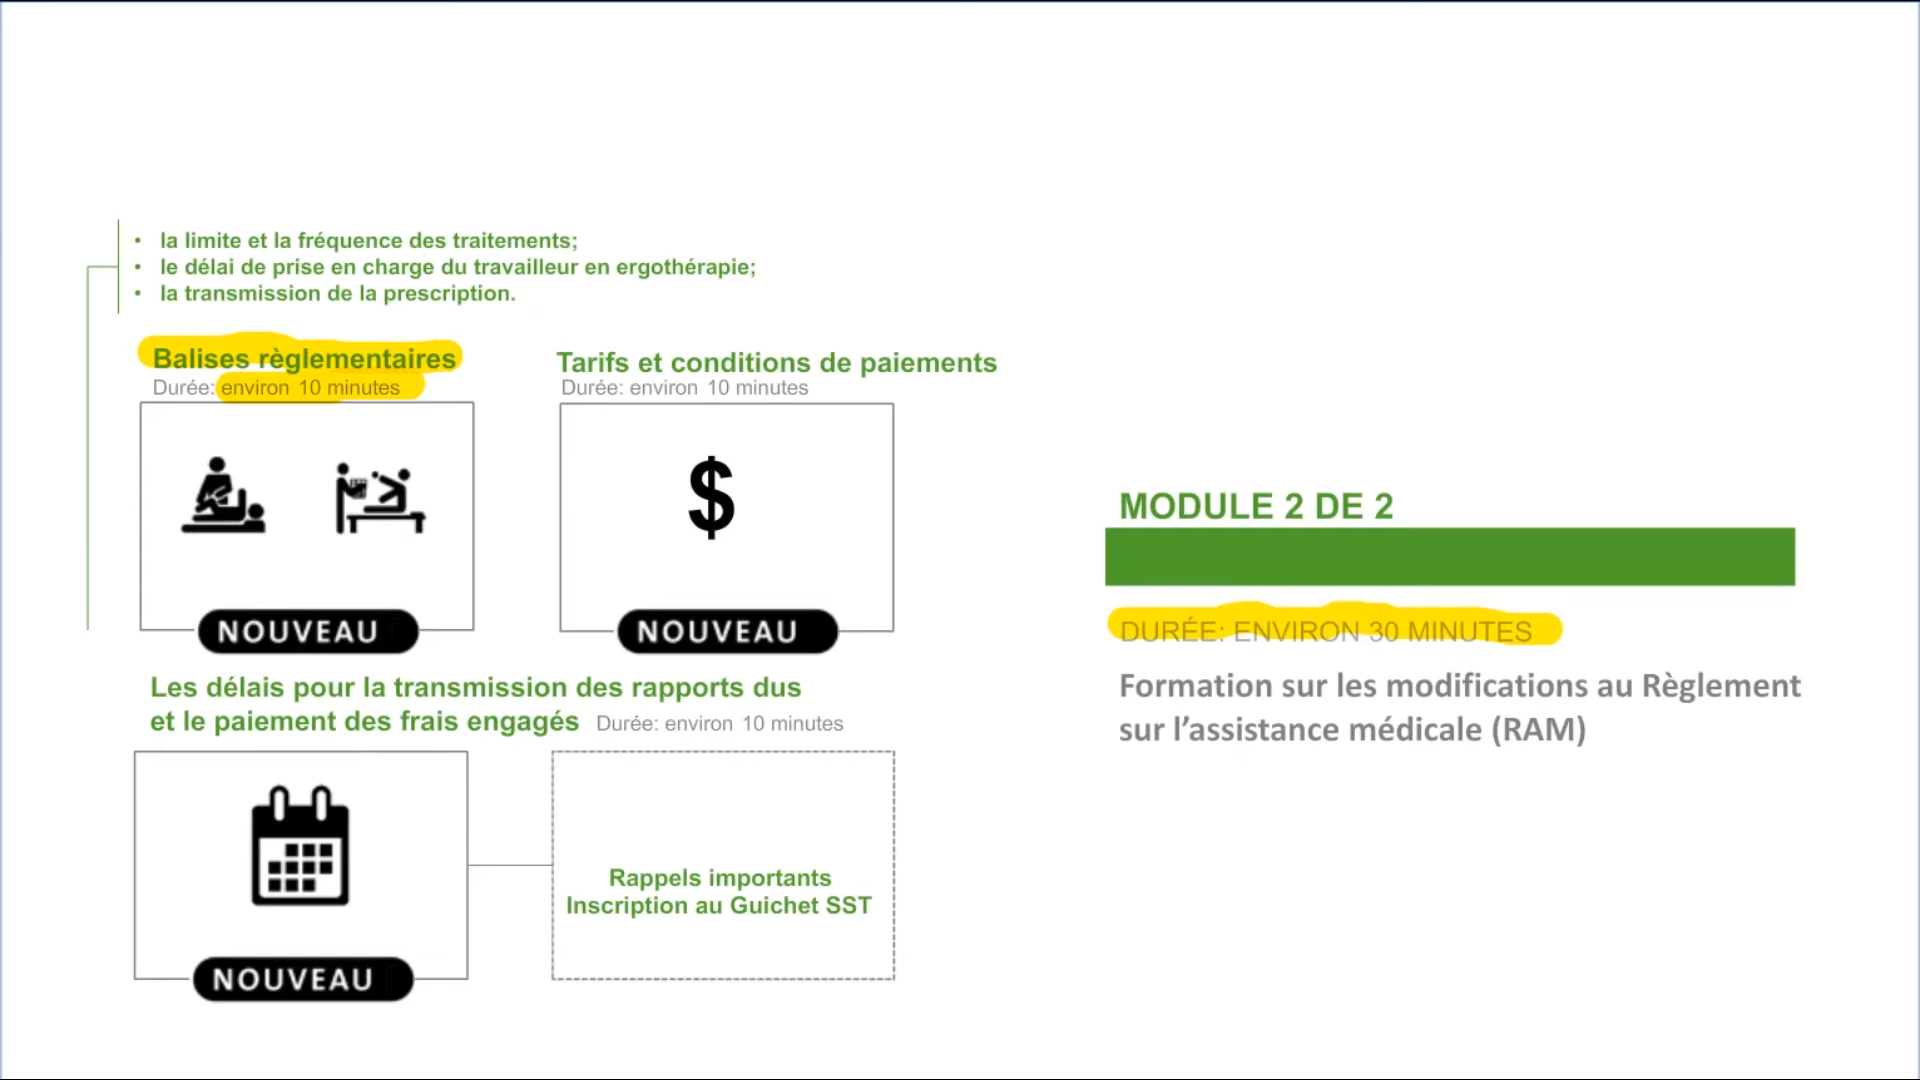 • la limite et la fréquence des traitements;
• le délai de prise en charge du travailleur en ergothérapie;
• la transmission de la prescription.
Balises règlementaires
Durée: environ 10 minutes
NOUVEAU
Tarifs et conditions de paiements
Durée: environ 10 minutes
$
NOUVEAU
Les délais pour la transmission des rapports dus
et le paiement des frais engagés Durée: environ 10 minutes
NOUVEAU
Rappels importants
Inscription au Guichet SST
MODULE 2 DE 2
DURÉE: ENVIRON 30 MINUTES
Formation sur les modifications au Règlement
sur l’assistance médicale (RAM)